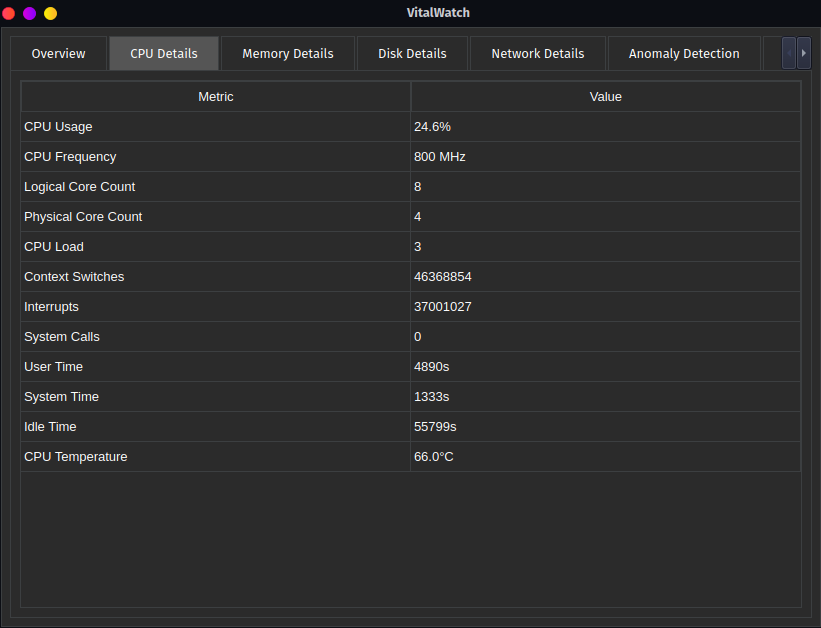 VitalWatch
Overview CPU Details Memory Details Disk Details Network Details Anomaly Detection
Metric Value
CPU Usage 24.6%
CPU Frequency 800 MHz
Logical Core Count 8
Physical Core Count 4
CPU Load 3
Context Switches 46368854
Interrupts 37001027
System Calls 0
User Time 4890s
System Time 1333s
Idle Time 55799s
CPU Temperature 66.0°C